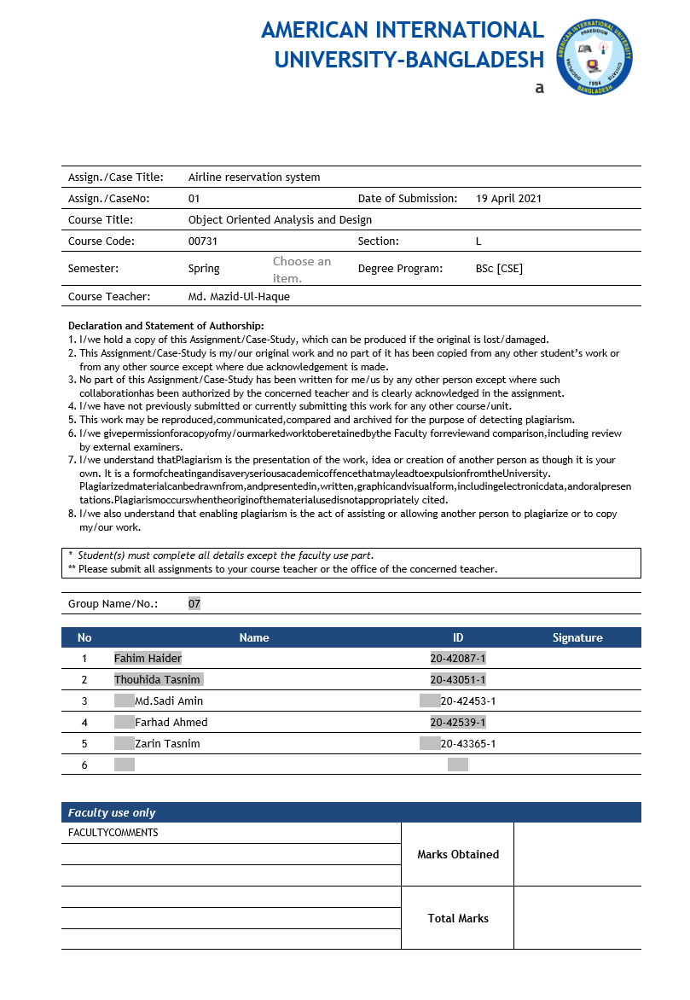 AMERICAN INTERNATIONAL
UNIVERSITY-BANGLADESH
a
AMERICAN INTERNATIONAL UNIVERSITY
PRAESIDIUM
DISCIPLINA
CIVITATIS
1994
BANGLADESH
Assign./Case Title: Airline reservation system
Assign./CaseNo: 01 Date of Submission: 19 April 2021
Course Title: Object Oriented Analysis and Design
Course Code: 00731 Section: L
Semester: Spring Choose an item. Degree Program: BSc [CSE]
Course Teacher: Md. Mazid-Ul-Haque
Declaration and Statement of Authorship:
1. I/we hold a copy of this Assignment/Case-Study, which can be produced if the original is lost/damaged.
2. This Assignment/Case-Study is my/our original work and no part of it has been copied from any other student’s work or
from any other source except where due acknowledgement is made.
3. No part of this Assignment/Case-Study has been written for me/us by any other person except where such
collaborationhas been authorized by the concerned teacher and is clearly acknowledged in the assignment.
4. I/we have not previously submitted or currently submitting this work for any other course/unit.
5. This work may be reproduced,communicated,compared and archived for the purpose of detecting plagiarism.
6. I/we givepermissionforacopyofmy/ourmarkedworktoberetainedbythe Faculty forreviewand comparison,including review
by external examiners.
7. I/we understand thatPlagiarism is the presentation of the work, idea or creation of another person as though it is your
own. It is a formofcheatingandisaveryseriousacademicoffencethatmayleadtoexpulsionfromtheUniversity.
Plagiarizedmaterialcanbedrawnfrom,andpresentedin,written,graphicandvisualform,includingelectronicdata,andoralpresen
tations.Plagiarismoccurswhentheoriginofthematerialusedisnotappropriately cited.
8. I/we also understand that enabling plagiarism is the act of assisting or allowing another person to plagiarize or to copy
my/our work.
* Student(s) must complete all details except the faculty use part.
** Please submit all assignments to your course teacher or the office of the concerned teacher.
Group Name/No.: 07
No Name ID Signature
1 Fahim Haider 20-42087-1
2 Thouhida Tasnim 20-43051-1
3 Md.Sadi Amin 20-42453-1
4 Farhad Ahmed 20-42539-1
5 Zarin Tasnim 20-43365-1
6
Faculty use only
FACULTYCOMMENTS
Marks Obtained
Total Marks